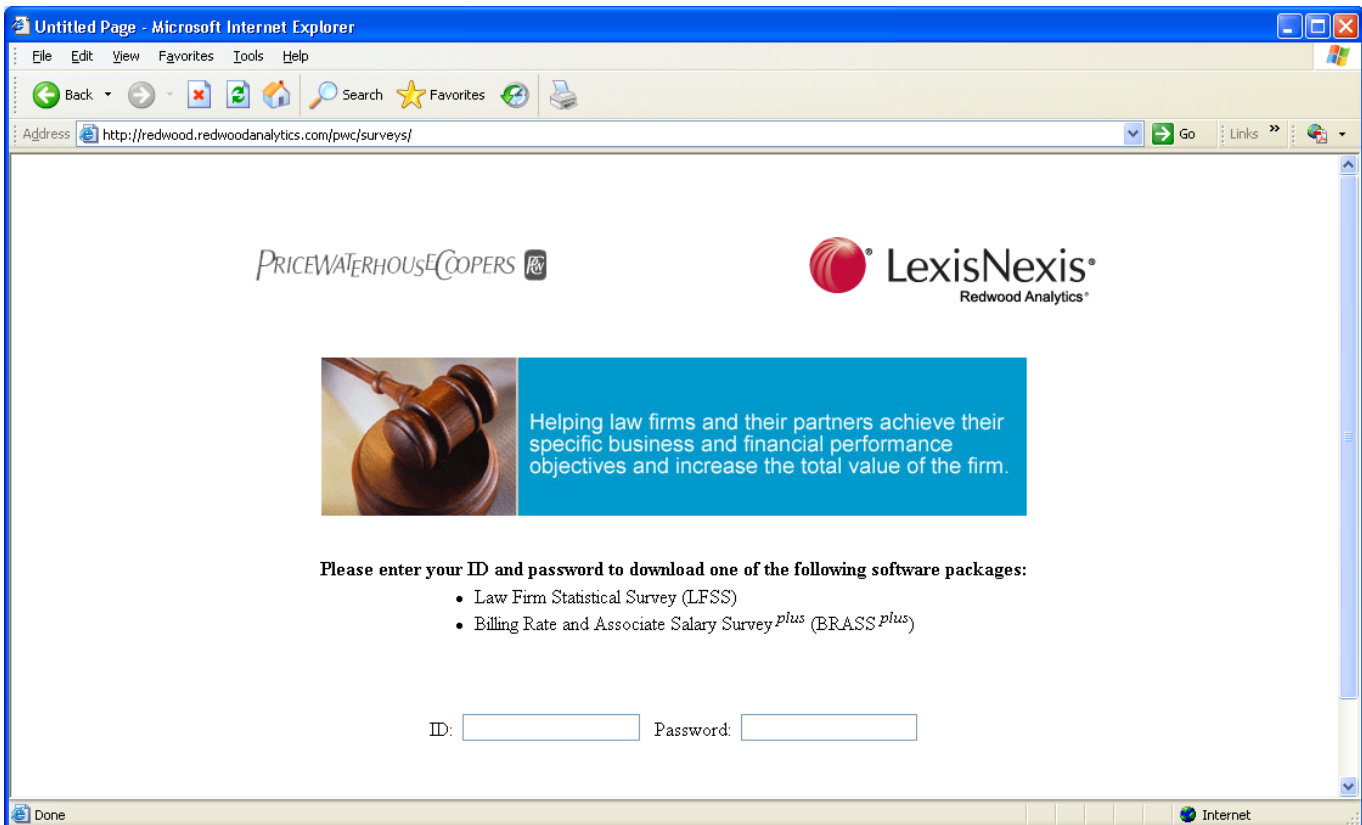 Untitled Page - Microsoft Internet Explorer
File Edit View Favorites Tools Help
Back Search Favorites
Address http://redwood.redwoodanalytics.com/pwc/surveys/ Go Links »
PRICEWATERHOUSECOOPERS PwC LexisNexis®
Redwood Analytics®
Helping law firms and their partners achieve their
specific business and financial performance
objectives and increase the total value of the firm.
Please enter your ID and password to download one of the following software packages:
• Law Firm Statistical Survey (LFSS)
• Billing Rate and Associate Salary Survey plus (BRASS plus)
ID: Password:
Done Internet